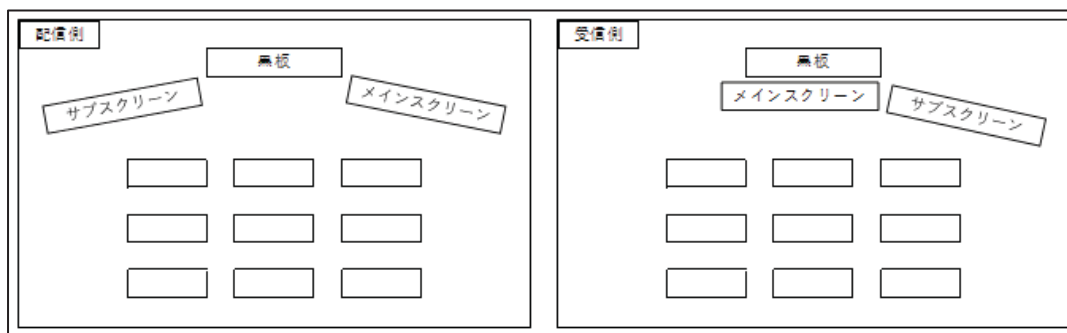 配信側
黒板
サブスクリーン
メインスクリーン
受信側
黒板
メインスクリーン
サブスクリーン